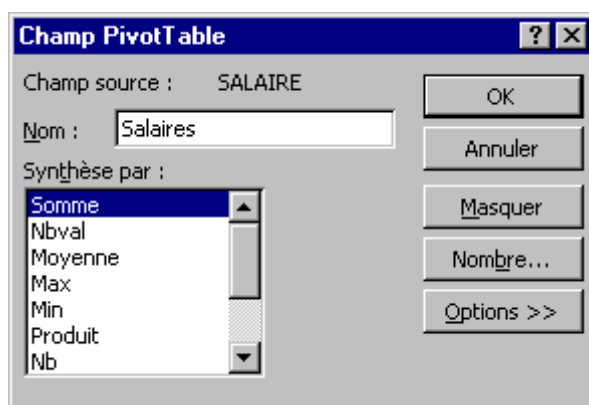 Champ PivotTable
Champ source : SALAIRE
Nom : Salaires
Synthèse par :
Somme
Nbval
Moyenne
Max
Min
Produit
Nb
OK
Annuler
Masquer
Nombre...
Options >>